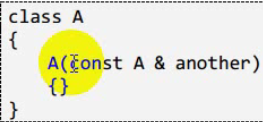 class A
{
A(const A & another)
{}
}